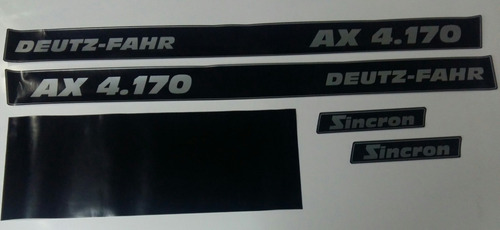 DEUTZ-FAHR AX 4.170
AX 4.170 DEUTZ-FAHR
Sincron
Sincron